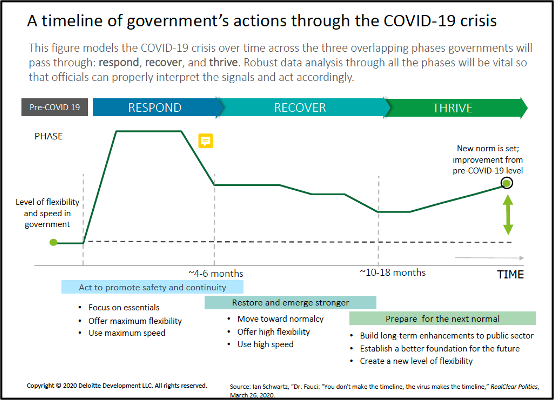 A timeline of government's actions through the COVID-19 crisis
This figure models the COVID-19 crisis over time across the three overlapping phases governments will
pass through: respond, recover, and thrive. Robust data analysis through all the phases will be vital so
that officials can properly interpret the signals and act accordingly.
Pre-COVID 19
RESPOND
RECOVER
THRIVE
PHASE
New norm is set;
improvement from
pre-COVID-19 level
Level of flexibility
and speed in
government
~4-6 months
~10-18 months
TIME
Act to promote safety and continuity
• Focus on essentials
• Offer maximum flexibility
• Use maximum speed
Restore and emerge stronger
• Move toward normalcy
• Offer high flexibility
• Use high speed
Prepare for the next normal
• Build long-term enhancements to public sector
• Establish a better foundation for the future
• Create a new level of flexibility
Copyright © 2020 Deloitte Development LLC. All rights reserved.
Source: Ian Schwartz, "Dr. Fauci: "You don't make the timeline, the virus makes the timeline," RealClear Politics,
March 26, 2020.